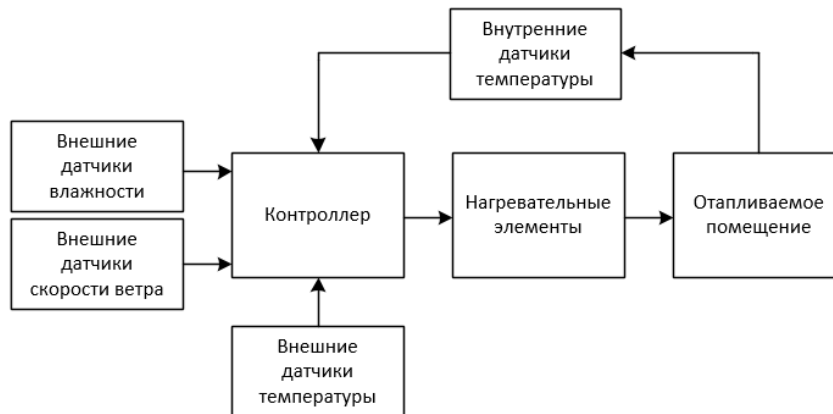 Внутренние
датчики
температуры
Внешние
датчики
влажности
Контроллер
Нагревательные
элементы
Отапливаемое
помещение
Внешние
датчики
скорости ветра
Внешние
датчики
температуры